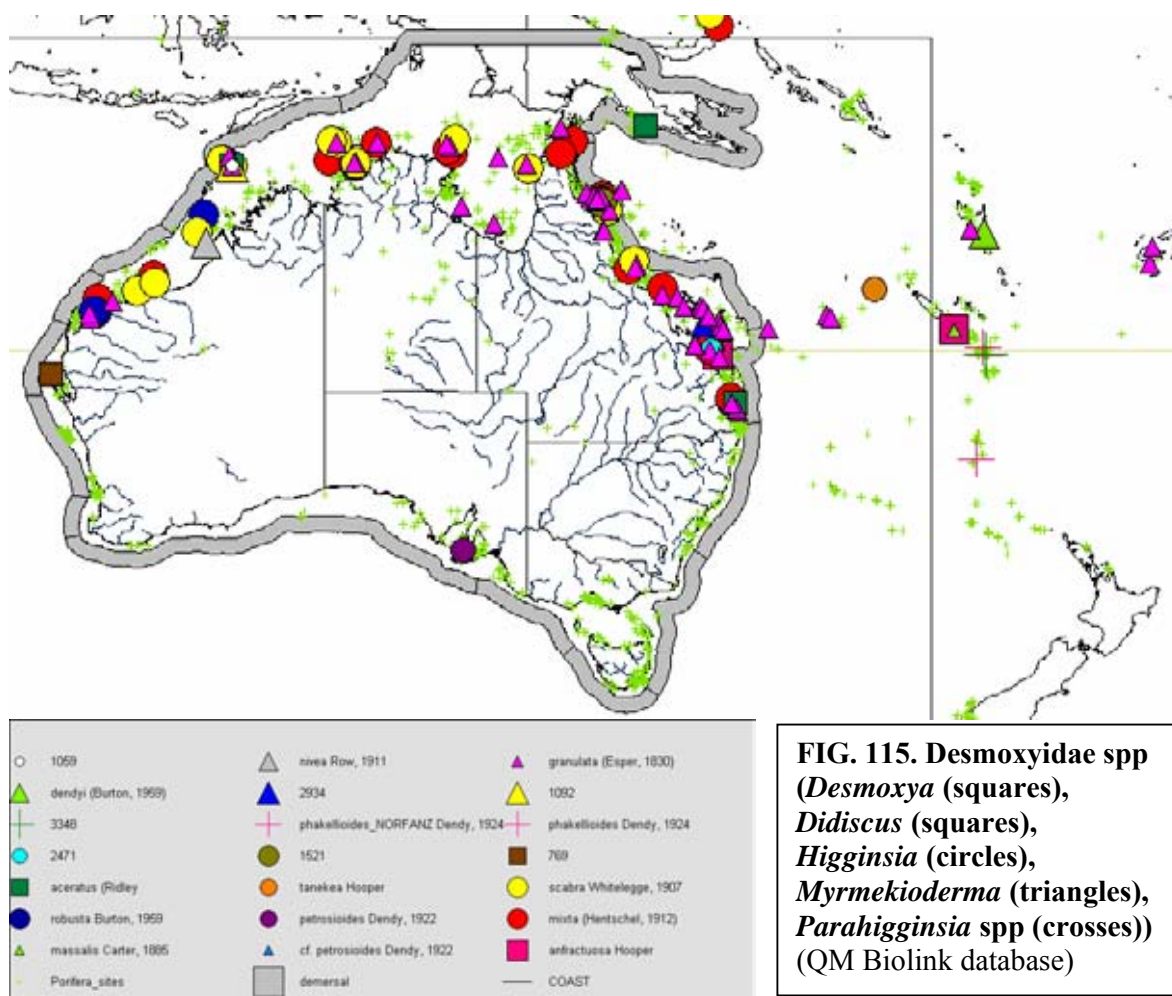 1059 nivea Row, 1911 granulata (Esper, 1830)
dendyi (Burton, 1959) 2934 1092
3348 phakellioides_NORFANZ Dendy, 1924 phakellioides Dendy, 1924
2471 1521 769
aceratus (Ridley tanekea Hooper scabra Whitelegge, 1907
robusta Burton, 1959 petrosioides Dendy, 1922 mixta (Hentschel, 1912)
massalis Carter, 1885 cf. petrosioides Dendy, 1922 anfractuosa Hooper
Porifera_sites demersal COAST
FIG. 115. Desmoxyidae spp
(Desmoxya (squares),
Didiscus (squares),
Higginsia (circles),
Myrmekioderma (triangles),
Parahigginsia spp (crosses))
(QM Biolink database)